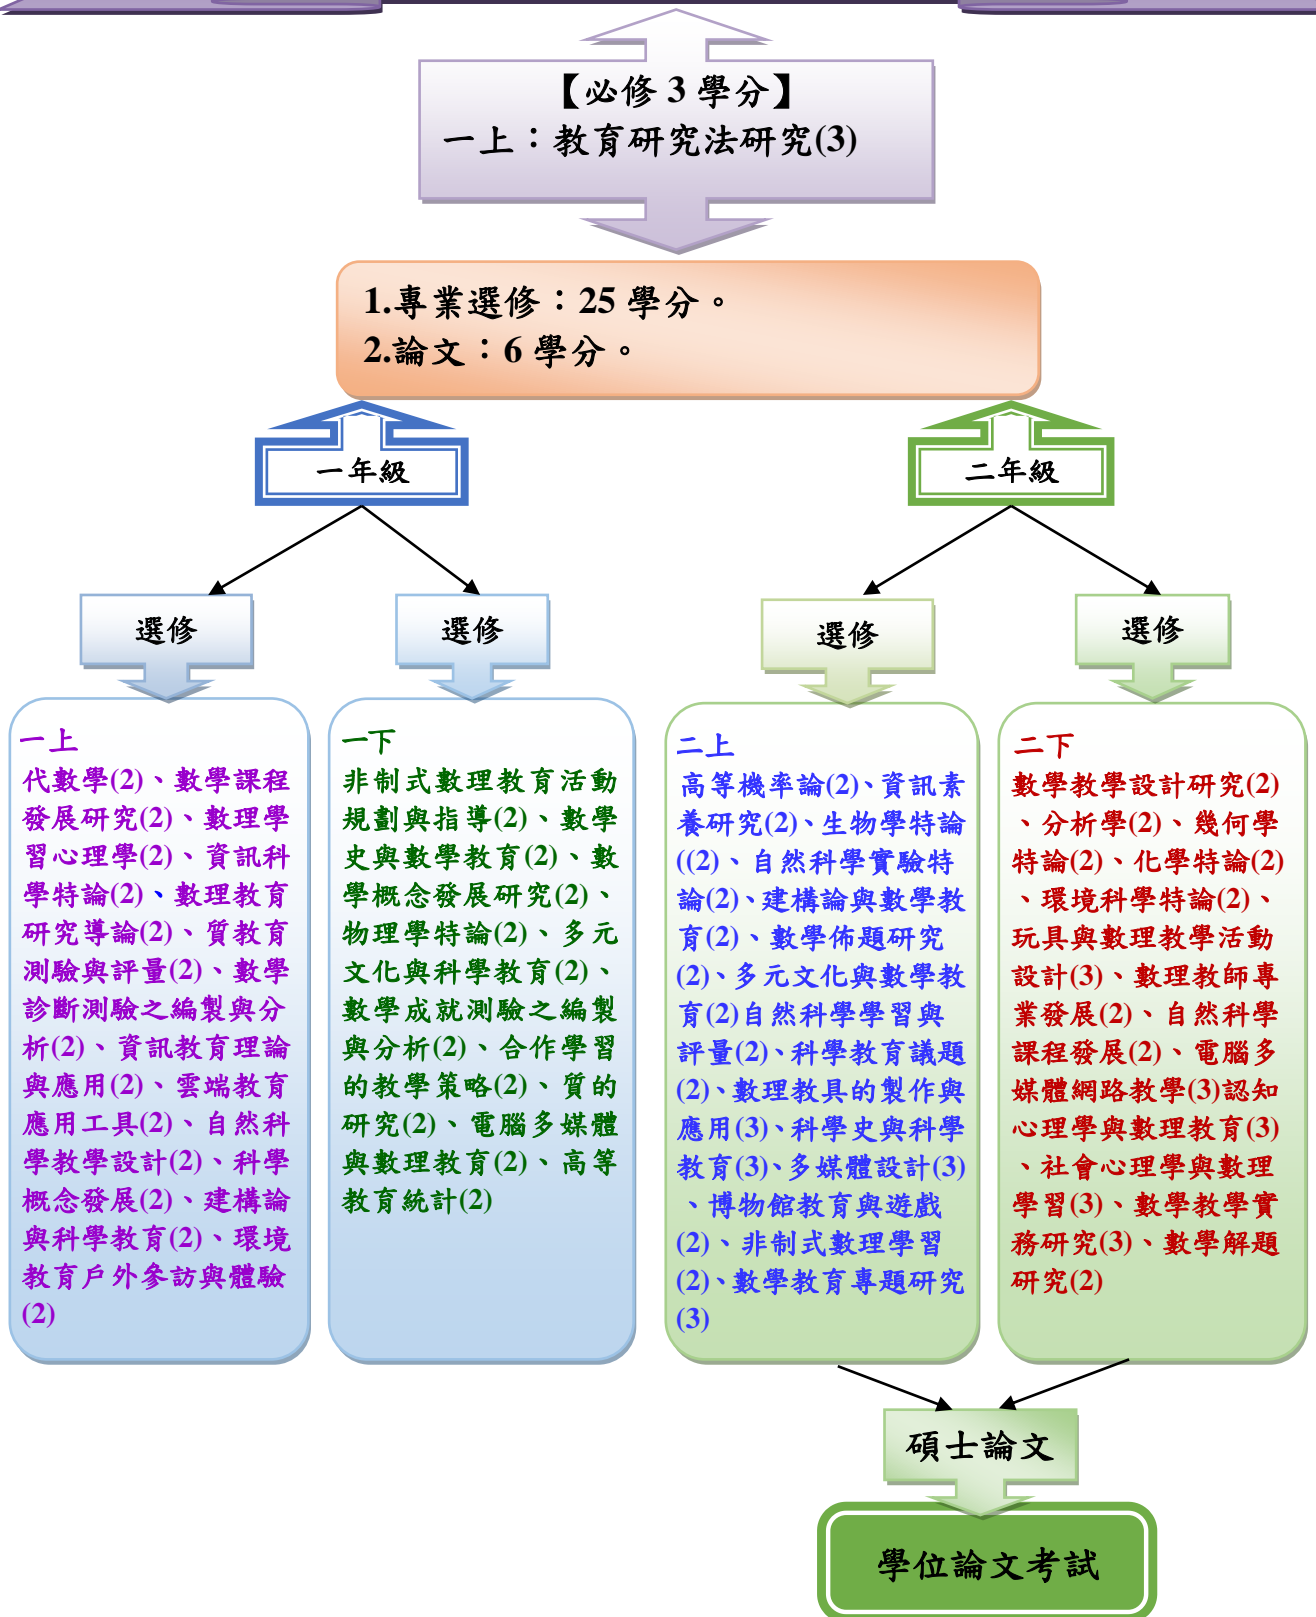 【必修 3 學分】
一上：教育研究法研究(3)
1.專業選修：25 學分。
2.論文：6 學分。
一年級
二年級
選修
選修
選修
選修
一上
代數學(2)、數學課程
發展研究(2)、數理學
習心理學(2)、資訊科
學特論(2)、數理教育
研究導論(2)、質教育
測驗與評量(2)、數學
診斷測驗之編製與分
析(2)、資訊教育理論
與應用(2)、雲端教育
應用工具(2)、自然科
學教學設計(2)、科學
概念發展(2)、建構論
與科學教育(2)、環境
教育戶外參訪與體驗
(2)
一下
非制式數理教育活動
規劃與指導(2)、數學
史與數學教育(2)、數
學概念發展研究(2)、
物理學特論(2)、多元
文化與科學教育(2)、
數學成就測驗之編製
與分析(2)、合作學習
的教學策略(2)、質的
研究(2)、電腦多媒體
與數理教育(2)、高等
教育統計(2)
二上
高等機率論(2)、資訊素
養研究(2)、生物學特論
((2)、自然科學實驗特
論(2)、建構論與數學教
育(2)、數學佈題研究
(2)、多元文化與數學教
育(2)自然科學學習與
評量(2)、科學教育議題
(2)、數理教具的製作與
應用(3)、科學史與科學
教育(3)、多媒體設計(3)
、博物館教育與遊戲
(2)、非制式數理學習
(2)、數學教育專題研究
(3)
二下
數學教學設計研究(2)
、分析學(2)、幾何學
特論(2)、化學特論(2)
、環境科學特論(2)、
玩具與數理教學活動
設計(3)、數理教師專
業發展(2)、自然科學
課程發展(2)、電腦多
媒體網路教學(3)認知
心理學與數理教育(3)
、社會心理學與數理
學習(3)、數學教學實
務研究(3)、數學解題
研究(2)
碩士論文
學位論文考試